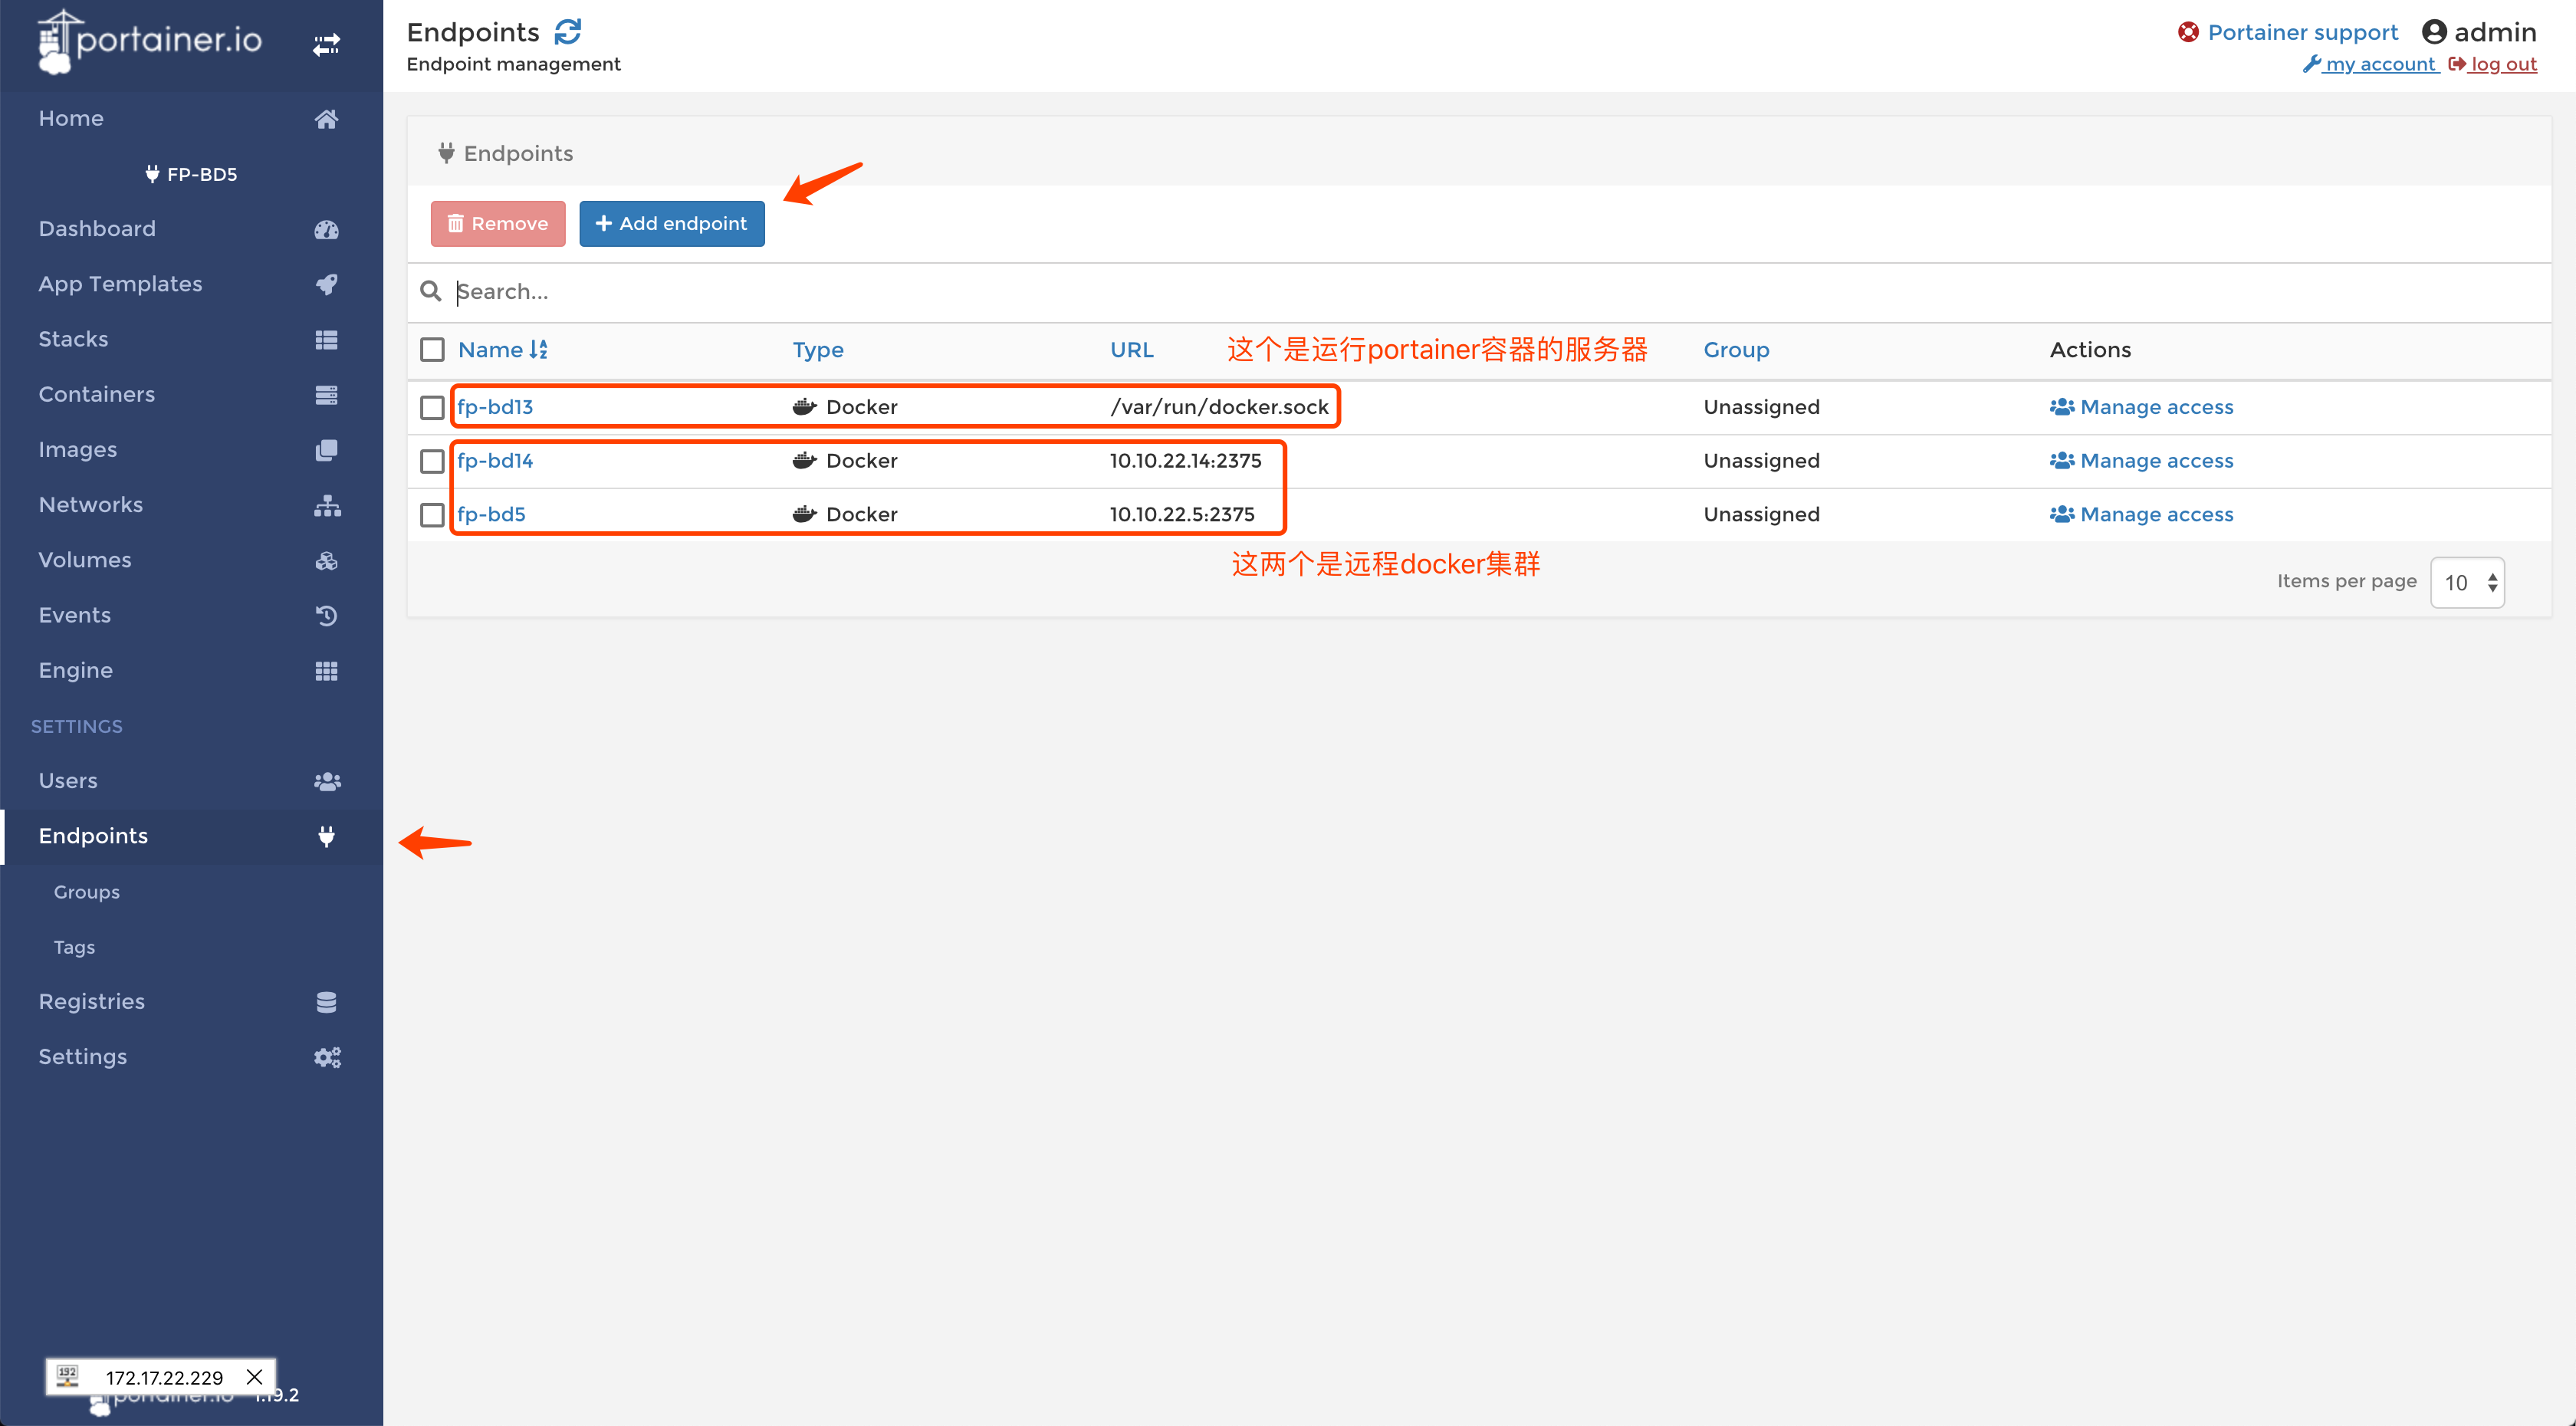 portainer.io
Endpoints
Endpoint management
Portainer support
admin
my account
log out
Home
FP-BD5
Dashboard
App Templates
Stacks
Containers
Images
Networks
Volumes
Events
Engine
SETTINGS
Users
Endpoints
Groups
Tags
Registries
Settings
172.17.22.229
portainer.io 1.19.2
Endpoints
Remove
Add endpoint
Search...
Name Type URL 这个是运行portainer容器的服务器 Group Actions
fp-bd13 Docker /var/run/docker.sock Unassigned Manage access
fp-bd14 Docker 10.10.22.14:2375 Unassigned Manage access
fp-bd5 Docker 10.10.22.5:2375 Unassigned Manage access
这两个是远程docker集群
Items per page 10